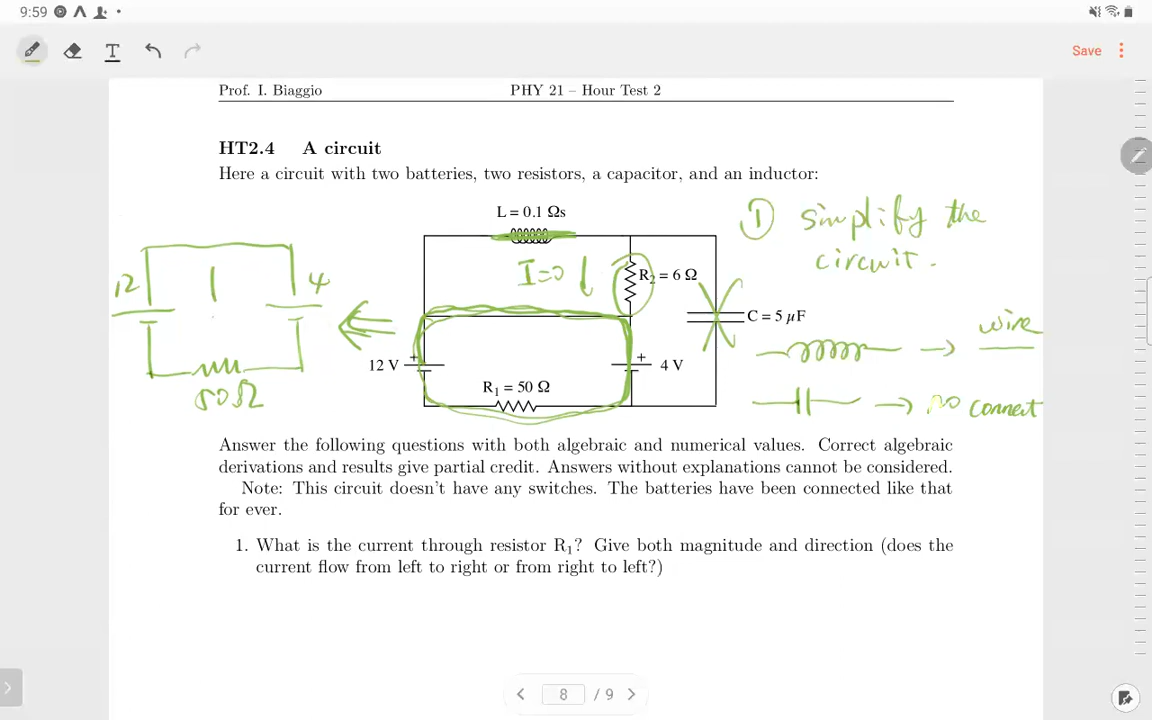 9:59
Save
Prof. I. Biaggio PHY 21 – Hour Test 2
HT2.4 A circuit
Here a circuit with two batteries, two resistors, a capacitor, and an inductor:
L = 0.1 Ωs
① simplify the
circuit.
I=0
R₂ = 6 Ω
12
4
C = 5 μF
wire
12 V
4 V
R₁ = 50 Ω
50Ω
no connect
Answer the following questions with both algebraic and numerical values. Correct algebraic
derivations and results give partial credit. Answers without explanations cannot be considered.
Note: This circuit doesn't have any switches. The batteries have been connected like that
for ever.
1. What is the current through resistor R₁? Give both magnitude and direction (does the
current flow from left to right or from right to left?)
8 / 9